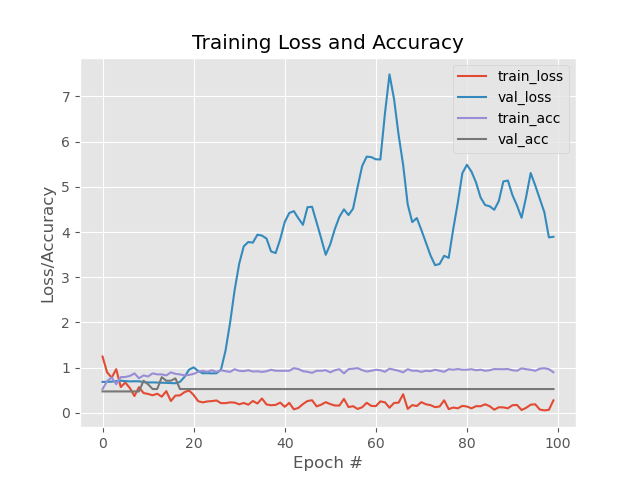 Training Loss and Accuracy
train_loss
val_loss
train_acc
val_acc
7
6
5
4
3
2
1
0
Loss/Accuracy
0 20 40 60 80 100
Epoch #